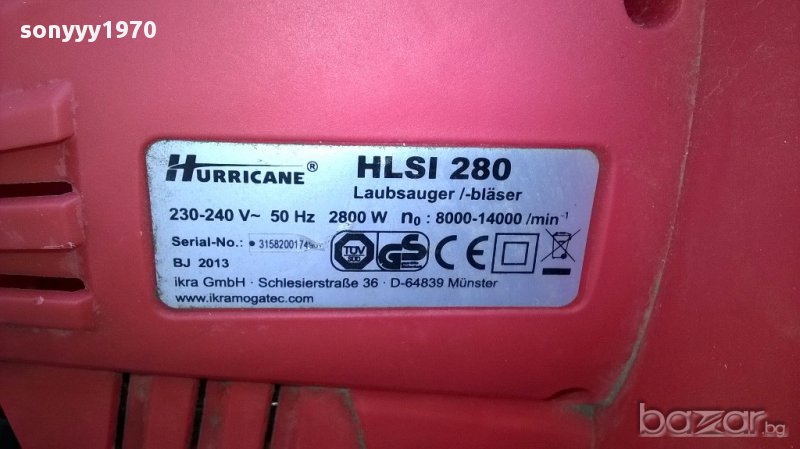 sonyyy1970
HURRICANE® HLSI 280
Laubsauger /-bläser
230-240 V~ 50 Hz 2800 W n₀ : 8000-14000 /min⁻¹
Serial-No.:
BJ 2013
TÜV GS CE
ikra GmbH · Schlesierstraße 36 · D-64839 Münster
www.ikramogatec.com
bazar.bg